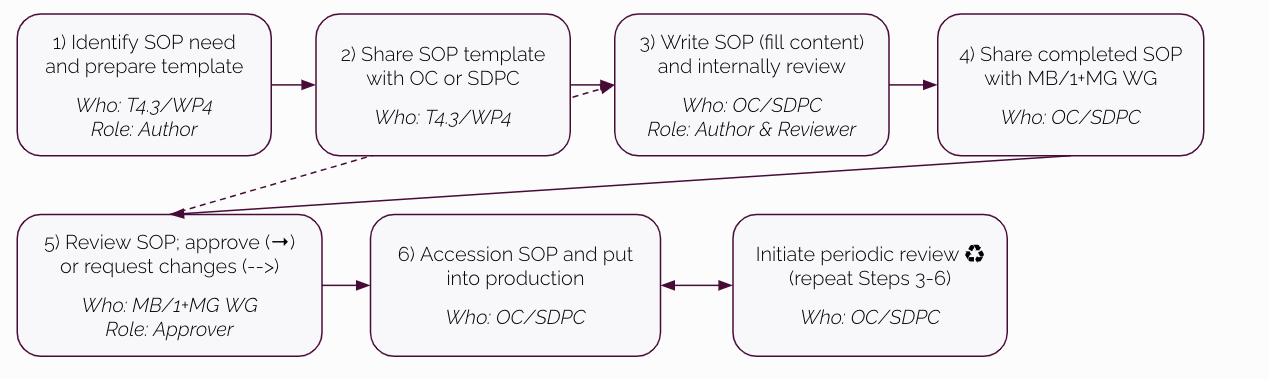 1) Identify SOP need
and prepare template
Who: T4.3/WP4
Role: Author
2) Share SOP template
with OC or SDPC
Who: T4.3/WP4
3) Write SOP (fill content)
and internally review
Who: OC/SDPC
Role: Author & Reviewer
4) Share completed SOP
with MB/1+MG WG
Who: OC/SDPC
5) Review SOP; approve (→)
or request changes (-->)
Who: MB/1+MG WG
Role: Approver
6) Accession SOP and put
into production
Who: OC/SDPC
Initiate periodic review ♻
(repeat Steps 3-6)
Who: OC/SDPC